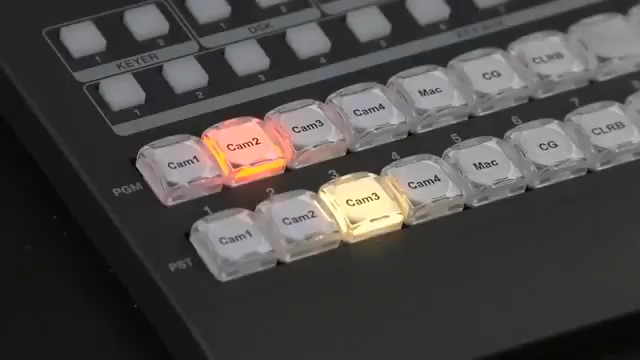 1 2
KEYER
DSK
1 2 3 4 5 6
PGM Cam1 Cam2 Cam3 Cam4 Mac CG CLRB
1 2 3 4 5 6 7
PST Cam1 Cam2 Cam3 Cam4 Mac CG CLRB